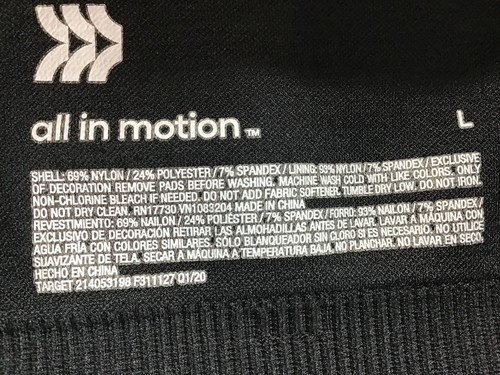 all in motion™
L
SHELL: 69% NYLON / 24% POLYESTER / 7% SPANDEX / LINING: 93% NYLON / 7% SPANDEX / EXCLUSIVE
OF DECORATION REMOVE PADS BEFORE WASHING. MACHINE WASH COLD WITH LIKE COLORS. ONLY
NON-CHLORINE BLEACH IF NEEDED. DO NOT ADD FABRIC SOFTENER. TUMBLE DRY LOW. DO NOT IRON.
DO NOT DRY CLEAN. RN17730 VN1083204 MADE IN CHINA
REVESTIMIENTO: 69% NAILON / 24% POLIÉSTER / 7% SPANDEX / FORRO: 93% NAILON / 7% SPANDEX /
EXCLUSIVO DE DECORACIÓN RETIRAR LAS ALMOHADILLAS ANTES DE LAVAR. LAVAR A MÁQUINA CON
AGUA FRÍA CON COLORES SIMILARES. SÓLO BLANQUEADOR SIN CLORO SI ES NECESARIO. NO UTILICE
SUAVIZANTE DE TELA. SECAR A MÁQUINA A TEMPERATURA BAJA. NO PLANCHAR. NO LAVAR EN SECO.
HECHO EN CHINA
TARGET 214053198 F311127 Q1/20